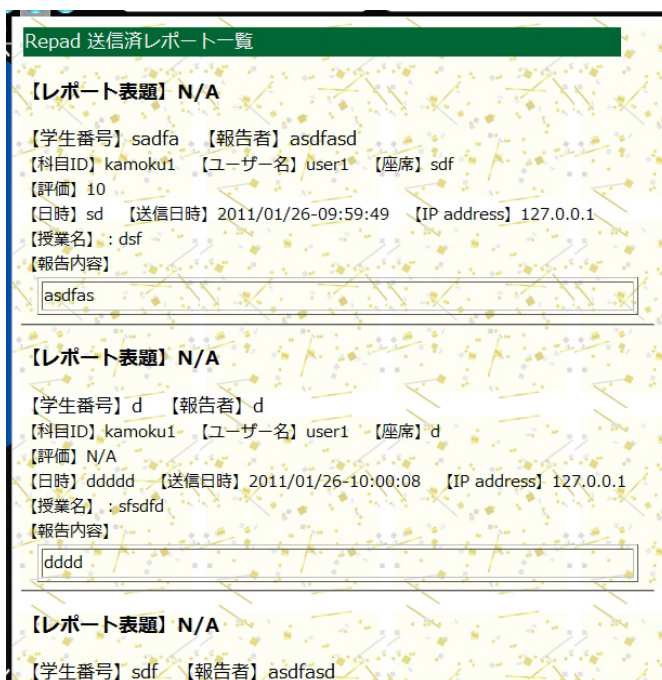 Repad 送信済レポート一覧
【レポート表題】N/A
【学生番号】sadfa 【報告者】asdfasd
【科目ID】kamoku1 【ユーザー名】user1 【座席】sdf
【評価】10
【日時】sd 【送信日時】2011/01/26-09:59:49 【IP address】127.0.0.1
【授業名】:dsf
【報告内容】
asdfas
【レポート表題】N/A
【学生番号】d 【報告者】d
【科目ID】kamoku1 【ユーザー名】user1 【座席】d
【評価】N/A
【日時】ddddd 【送信日時】2011/01/26-10:00:08 【IP address】127.0.0.1
【授業名】:sfsdfd
【報告内容】
dddd
【レポート表題】N/A
【学生番号】sdf 【報告者】asdfasd